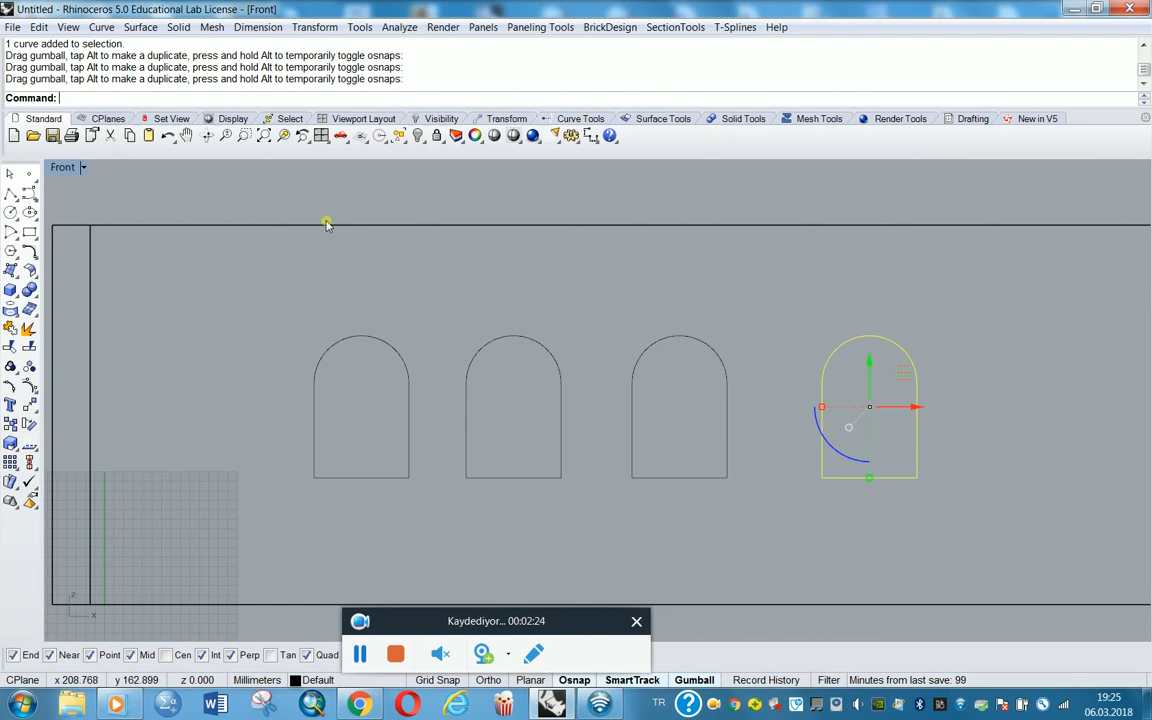 Untitled - Rhinoceros 5.0 Educational Lab License - [Front]
File Edit View Curve Surface Solid Mesh Dimension Transform Tools Analyze Render Panels Paneling Tools BrickDesign SectionTools T-Splines Help
1 curve added to selection.
Drag gumball, tap Alt to make a duplicate, press and hold Alt to temporarily toggle osnaps:
Drag gumball, tap Alt to make a duplicate, press and hold Alt to temporarily toggle osnaps:
Drag gumball, tap Alt to make a duplicate, press and hold Alt to temporarily toggle osnaps:
Command:
Standard CPlanes Set View Display Select Viewport Layout Visibility Transform Curve Tools Surface Tools Solid Tools Mesh Tools Render Tools Drafting New in V5
Front
z
x
Kaydediyor... 00:02:24
End Near Point Mid Cen Int Perp Tan Quad
CPlane x 208.768 y 162.899 z 0.000 Millimeters Default Grid Snap Ortho Planar Osnap SmartTrack Gumball Record History Filter Minutes from last save: 99
TR
19:25
06.03.2018